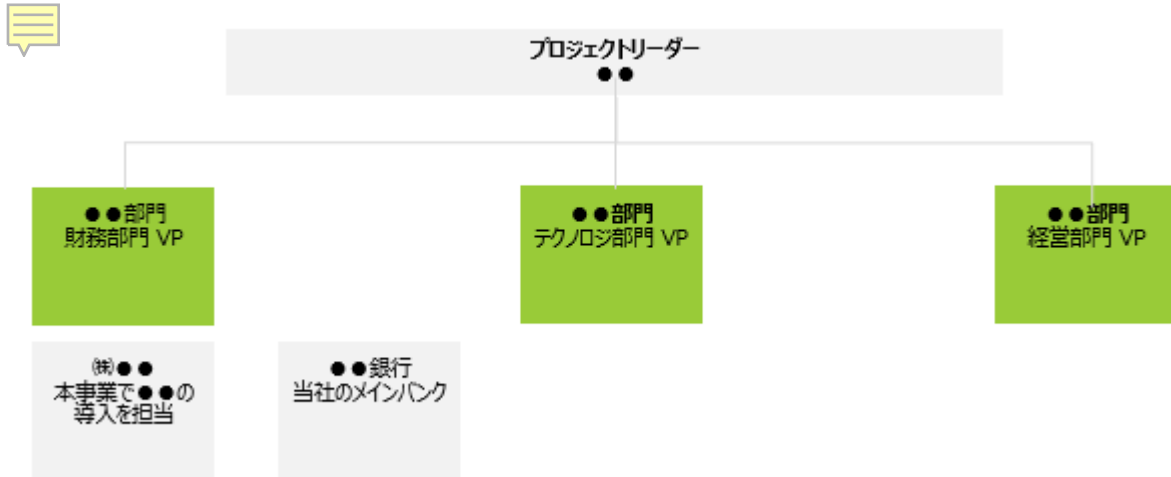 プロジェクトリーダー
●●
●●部門
財務部門 VP
●●部門
テクノロジ部門 VP
●●部門
経営部門 VP
㈱●●
本事業で●●の
導入を担当
●●銀行
当社のメインバンク